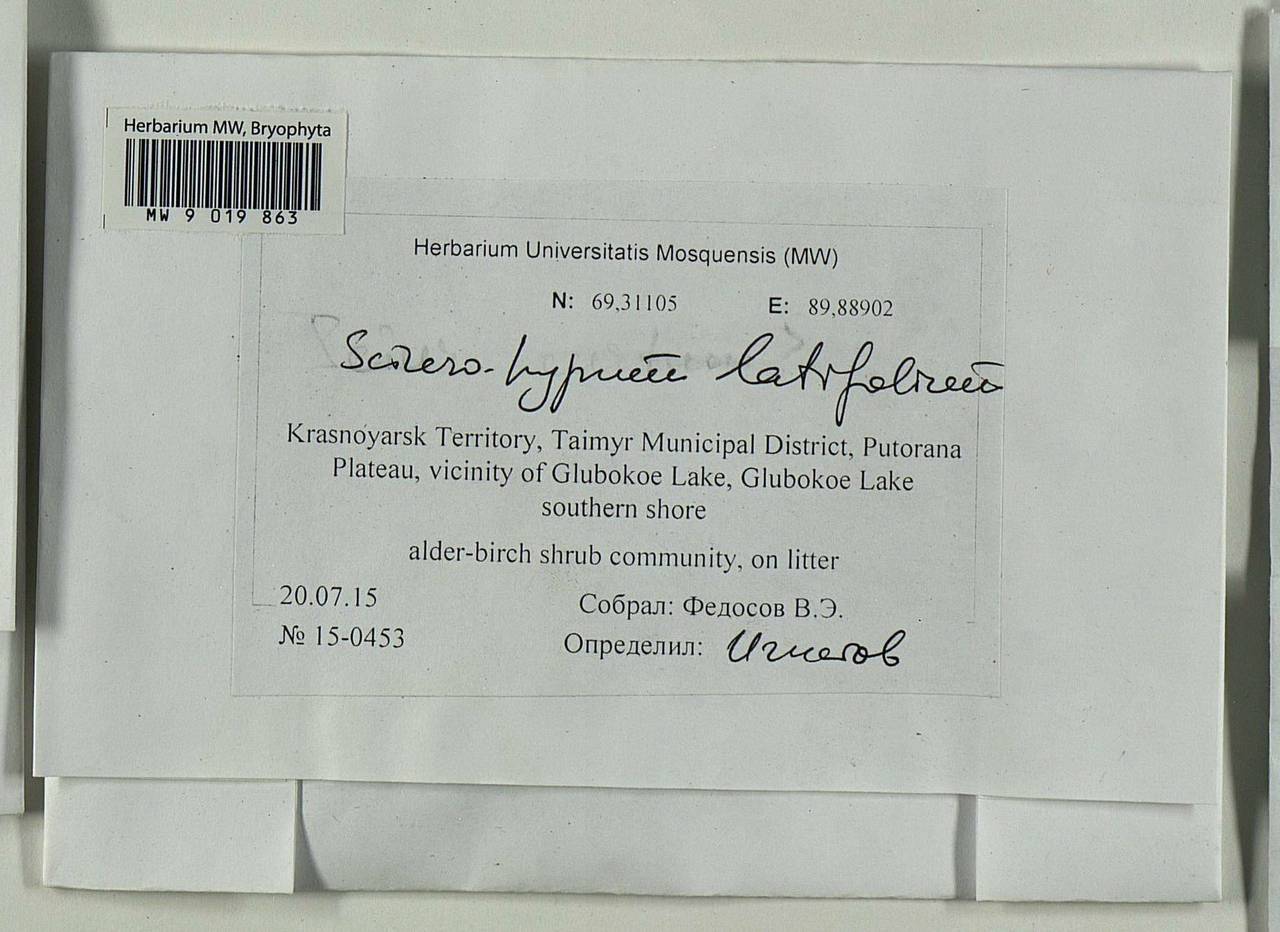 Herbarium MW, Bryophyta
MW 9 019 863
Herbarium Universitatis Mosquensis (MW)
N: 69,31105 E: 89,88902
Sciuro-hypnum latifolium
Krasnoyarsk Territory, Taimyr Municipal District, Putorana
Plateau, vicinity of Glubokoe Lake, Glubokoe Lake
southern shore
alder-birch shrub community, on litter
20.07.15 Собрал: Федосов В.Э.
№ 15-0453 Определил: Игнатов